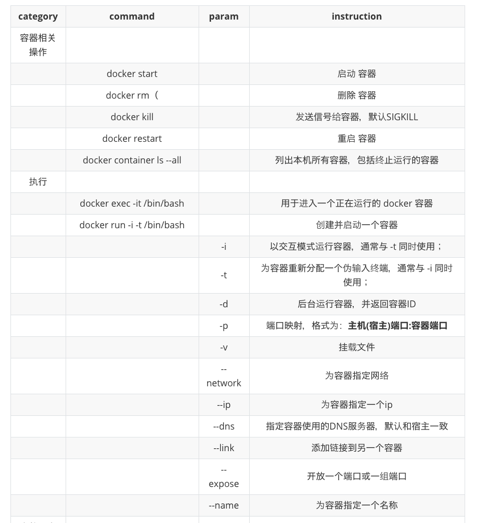 category command param instruction
容器相关
操作
docker start 启动 容器
docker rm（ 删除 容器
docker kill 发送信号给容器，默认SIGKILL
docker restart 重启 容器
docker container ls --all 列出本机所有容器，包括终止运行的容器
执行
docker exec -it /bin/bash 用于进入一个正在运行的 docker 容器
docker run -i -t /bin/bash 创建并启动一个容器
-i 以交互模式运行容器，通常与 -t 同时使用；
-t 为容器重新分配一个伪输入终端，通常与 -i 同时
使用；
-d 后台运行容器，并返回容器ID
-p 端口映射，格式为：主机(宿主)端口:容器端口
-v 挂载文件
--
network 为容器指定网络
--ip 为容器指定一个ip
--dns 指定容器使用的DNS服务器，默认和宿主一致
--link 添加链接到另一个容器
--
expose 开放一个端口或一组端口
--name 为容器指定一个名称